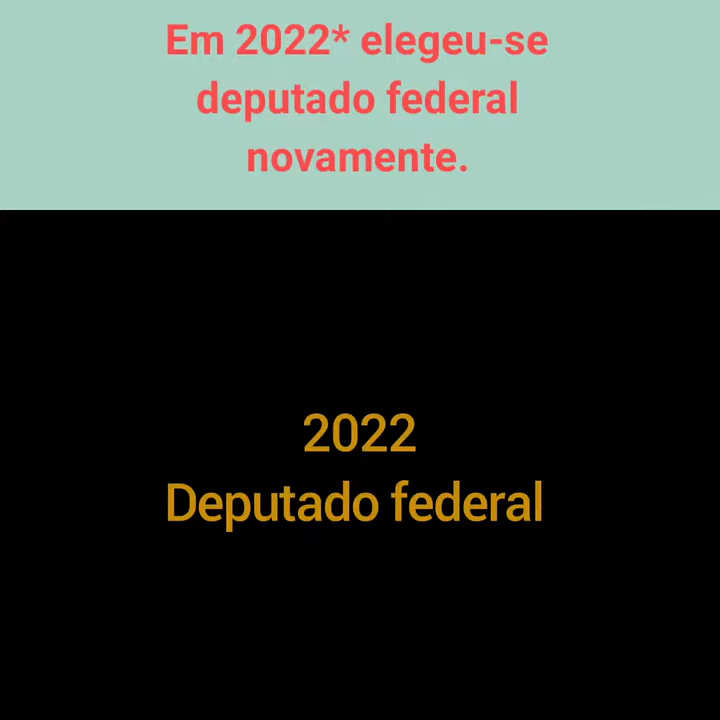 Em 2022* elegeu-se
deputado federal
novamente.
2022
Deputado federal